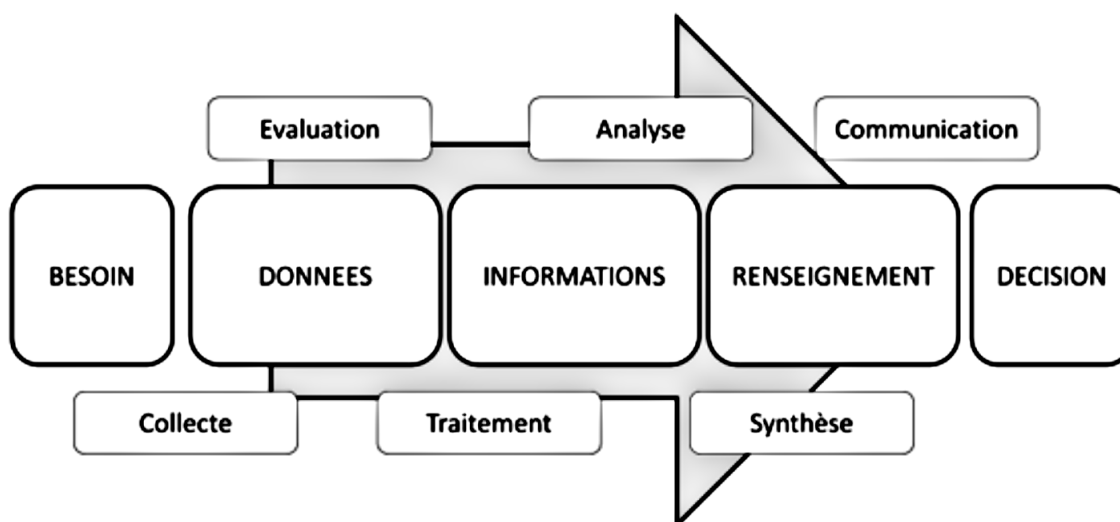 Evaluation
Analyse
Communication
BESOIN
DONNEES
INFORMATIONS
RENSEIGNEMENT
DECISION
Collecte
Traitement
Synthèse